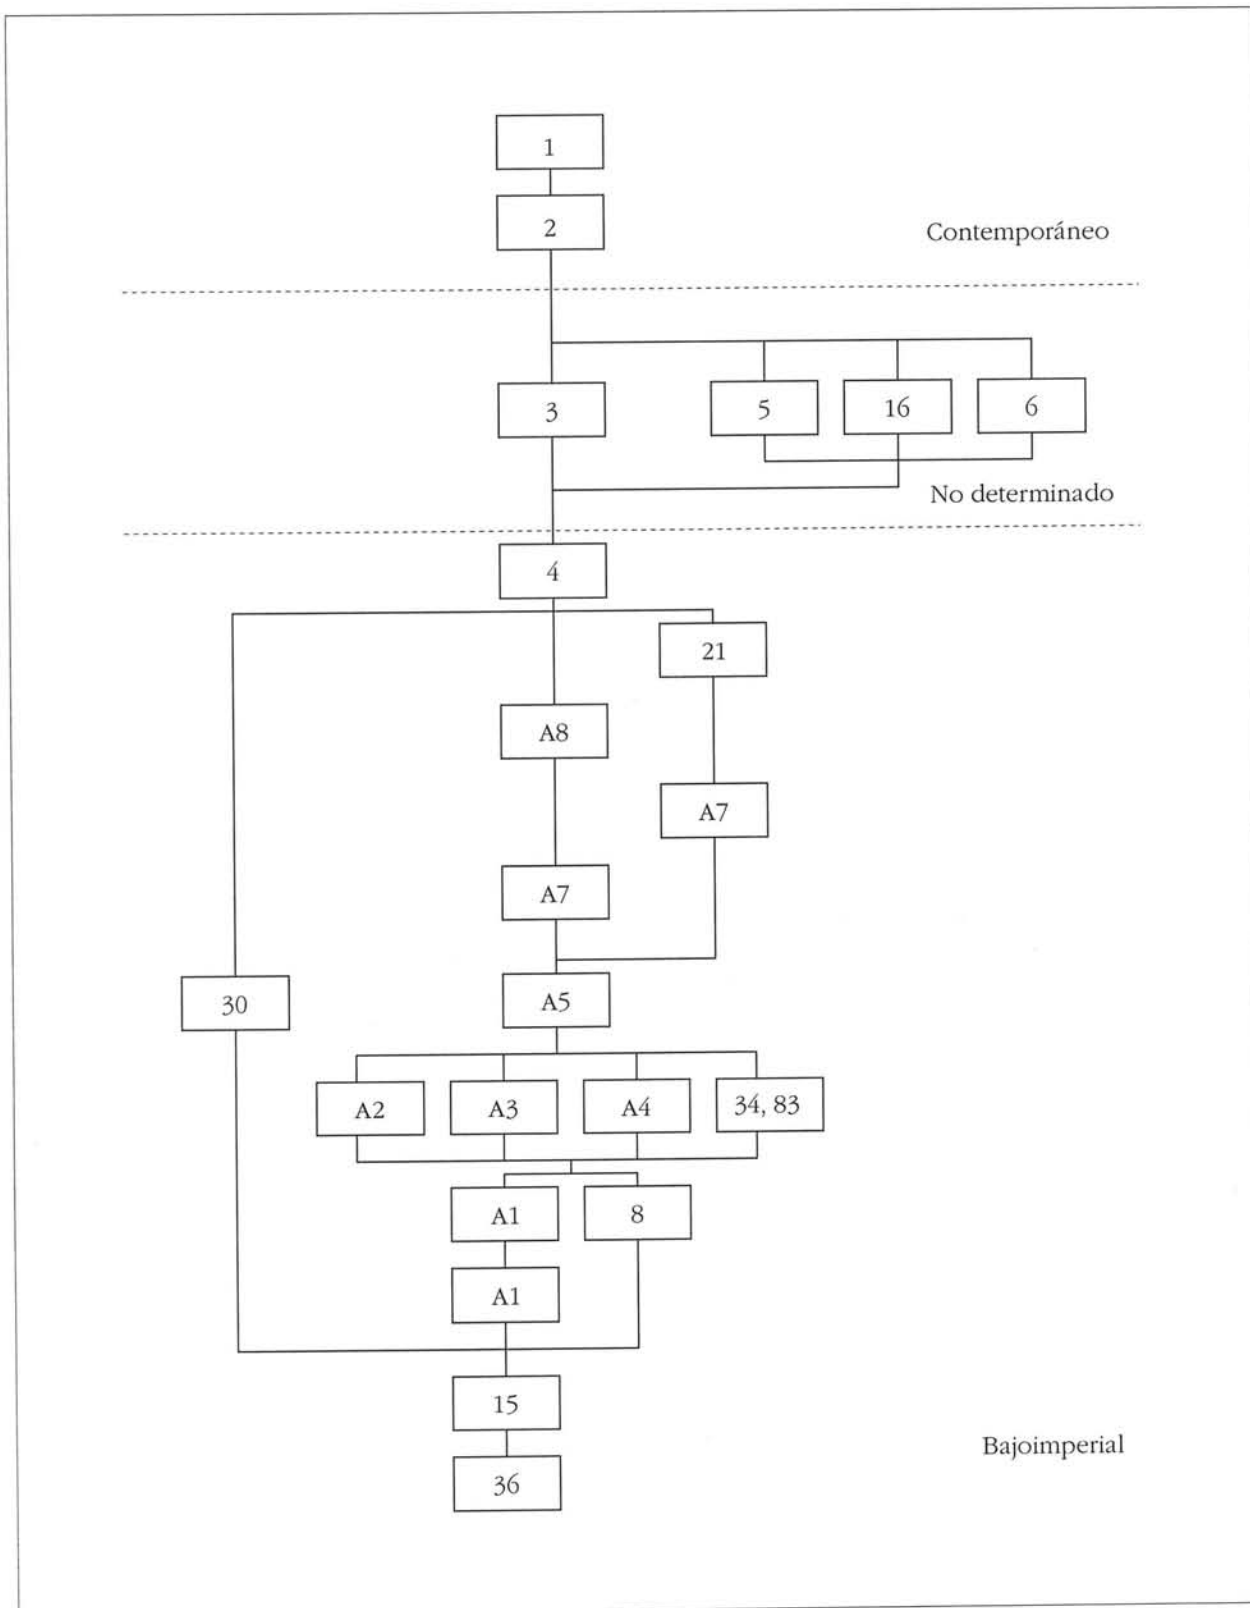 1
2
Contemporáneo
3
5
16
6
No determinado
4
21
A8
A7
A7
30
A5
A2
A3
A4
34, 83
A1
8
A1
15
Bajoimperial
36